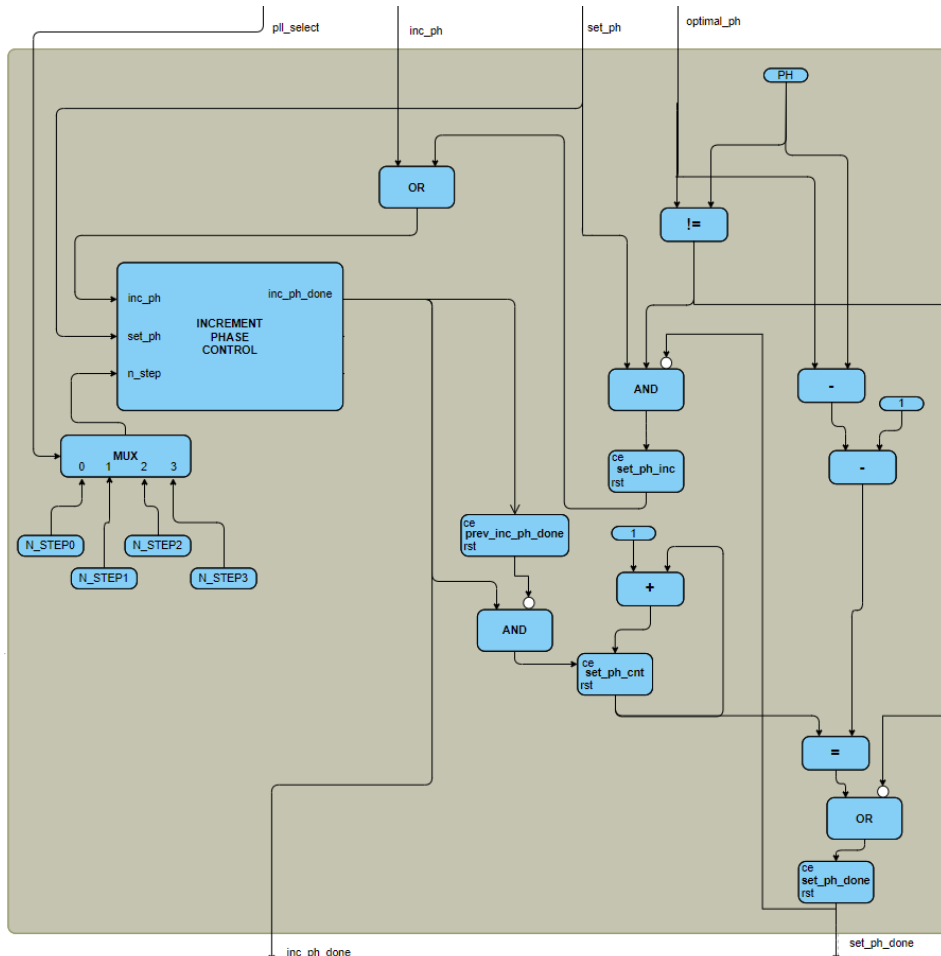 pll_select
inc_ph
set_ph
optimal_ph
PH
OR
!=
inc_ph
inc_ph_done
INCREMENT
PHASE
CONTROL
set_ph
n_step
AND
-
1
MUX
0 1 2 3
ce
set_ph_inc
rst
-
N_STEP0
N_STEP2
N_STEP1
N_STEP3
ce
prev_inc_ph_done
rst
1
+
AND
ce
set_ph_cnt
rst
=
OR
ce
set_ph_done
rst
inc_ph_done
set_ph_done